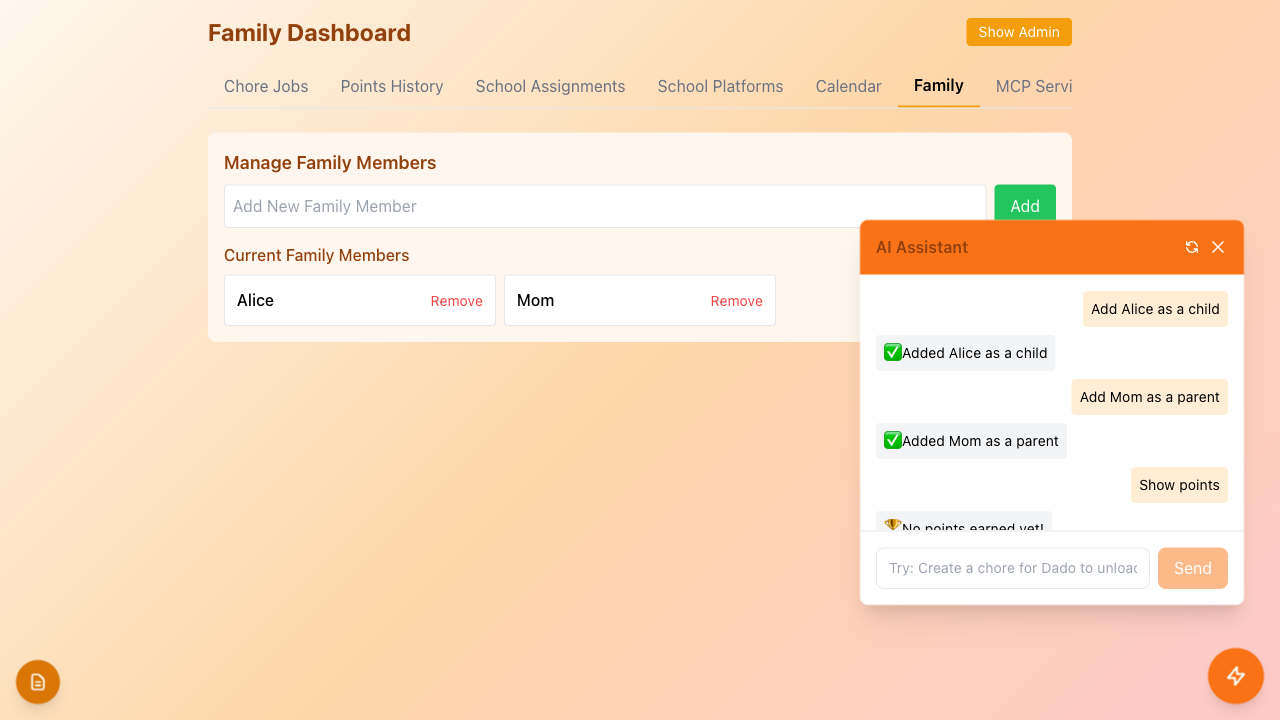 Family Dashboard
Show Admin
Chore Jobs Points History School Assignments School Platforms Calendar Family MCP Servi
Manage Family Members
Add New Family Member
Add
Current Family Members
Alice
Remove
Mom
Remove
AI Assistant
Add Alice as a child
✅Added Alice as a child
Add Mom as a parent
✅Added Mom as a parent
Show points
🏆No points earned yet!
Try: Create a chore for Dado to unload
Send